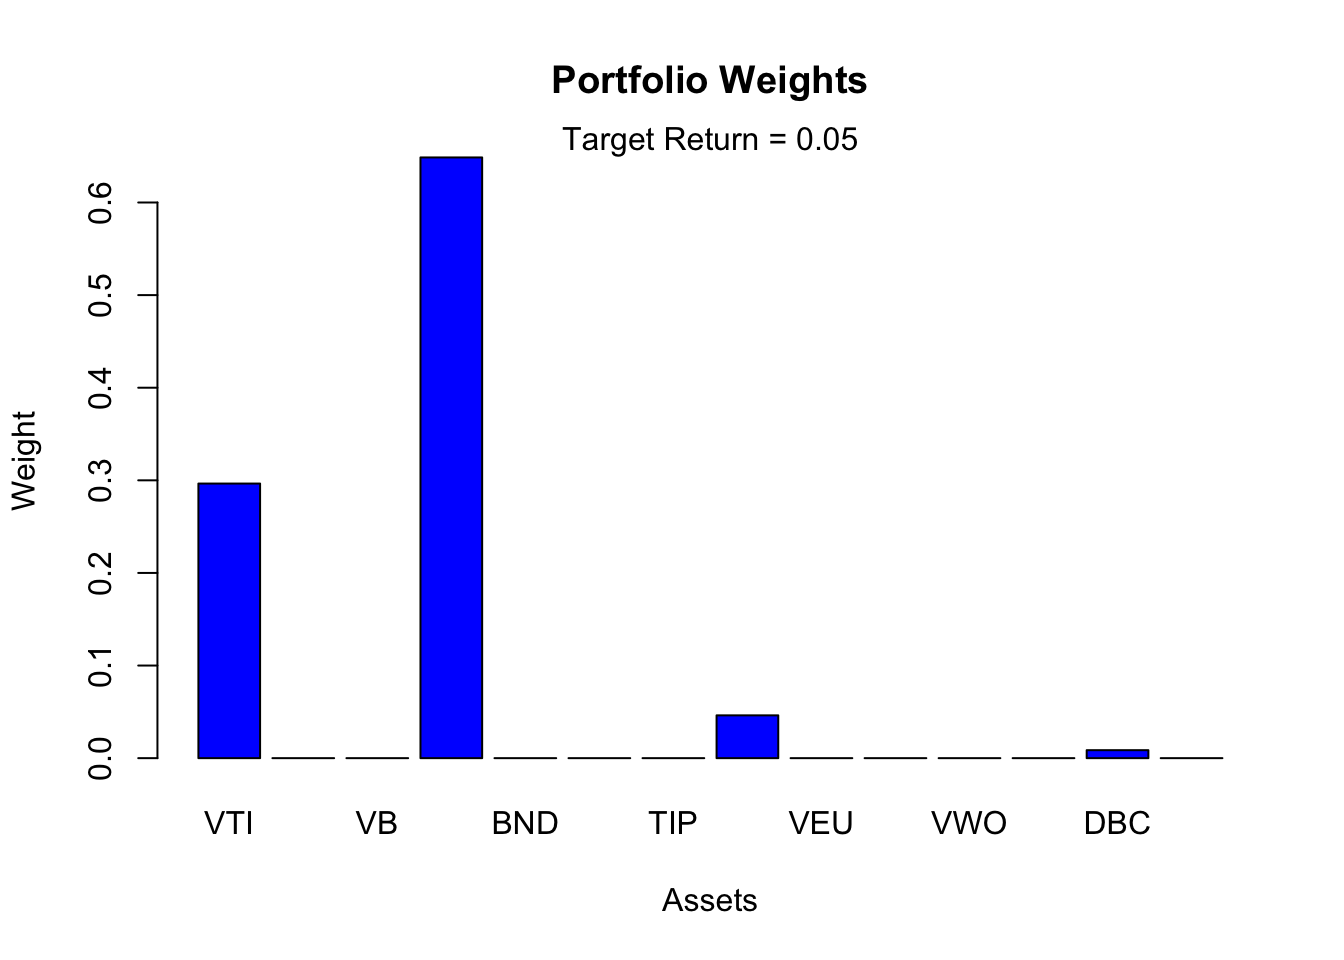 Portfolio Weights
Target Return = 0.05
Weight
0.6
0.5
0.4
0.3
0.2
0.1
0.0
VTI VB BND TIP VEU VWO DBC
Assets